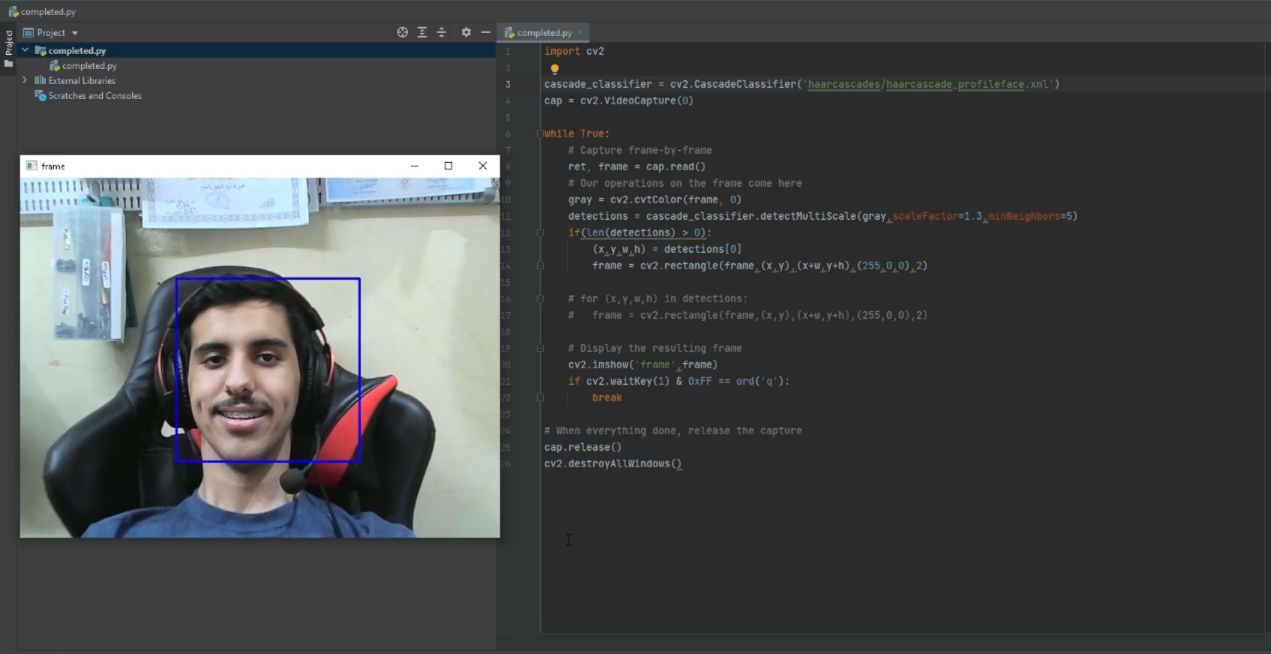 completed.py
Project
Project
completed.py
completed.py
External Libraries
Scratches and Consoles
frame
completed.py
1 import cv2
2
3 cascade_classifier = cv2.CascadeClassifier('haarcascades/haarcascade_profileface.xml')
4 cap = cv2.VideoCapture(0)
5
6 while True:
7 # Capture frame-by-frame
8 ret, frame = cap.read()
9 # Our operations on the frame come here
10 gray = cv2.cvtColor(frame, 0)
11 detections = cascade_classifier.detectMultiScale(gray,scaleFactor=1.3,minNeighbors=5)
12 if(len(detections) > 0):
13 (x,y,w,h) = detections[0]
14 frame = cv2.rectangle(frame,(x,y),(x+w,y+h),(255,0,0),2)
15
16 # for (x,y,w,h) in detections:
17 # frame = cv2.rectangle(frame,(x,y),(x+w,y+h),(255,0,0),2)
18
19 # Display the resulting frame
20 cv2.imshow('frame',frame)
21 if cv2.waitKey(1) & 0xFF == ord('q'):
22 break
23
24 # When everything done, release the capture
25 cap.release()
26 cv2.destroyAllWindows()